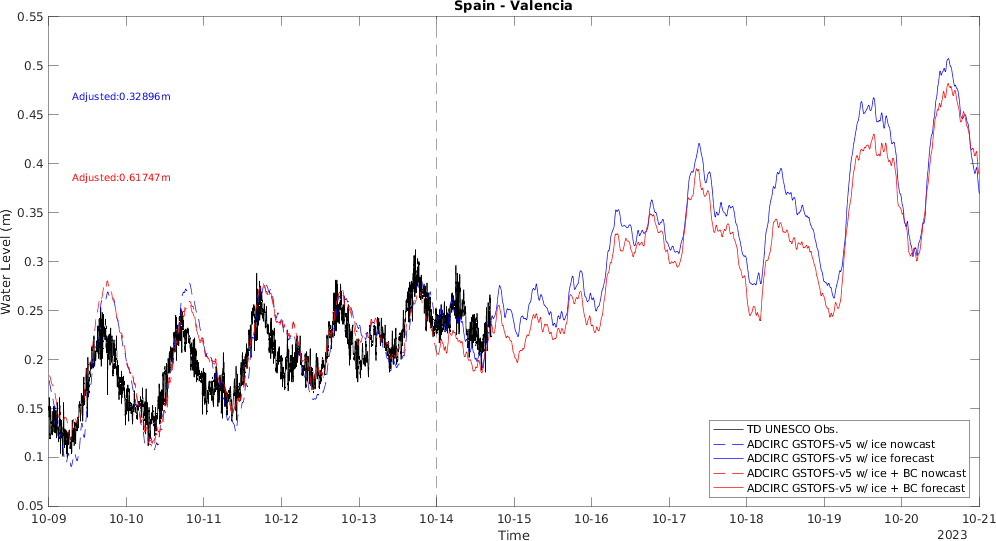 Spain - Valencia
0.55
0.5
0.45
0.4
0.35
0.3
0.25
0.2
0.15
0.1
0.05
Water Level (m)
Adjusted:0.32896m
Adjusted:0.61747m
TD UNESCO Obs.
ADCIRC GSTOFS-v5 w/ ice nowcast
ADCIRC GSTOFS-v5 w/ ice forecast
ADCIRC GSTOFS-v5 w/ ice + BC nowcast
ADCIRC GSTOFS-v5 w/ ice + BC forecast
10-09 10-10 10-11 10-12 10-13 10-14 10-15 10-16 10-17 10-18 10-19 10-20 10-21
Time
2023